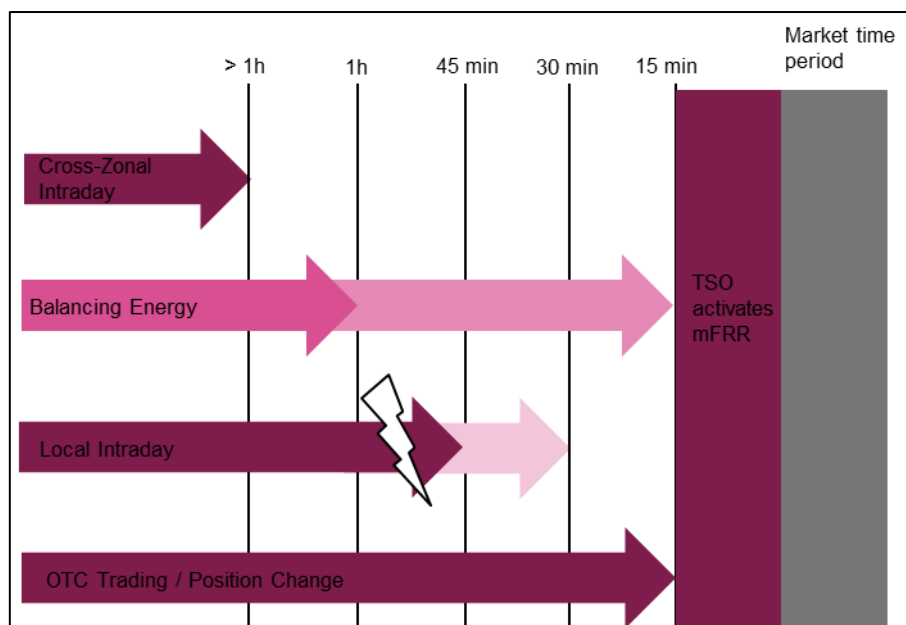 Market time
period
> 1h
1h
45 min
30 min
15 min
Cross-Zonal
Intraday
Balancing Energy
TSO
activates
mFRR
Local Intraday
OTC Trading / Position Change